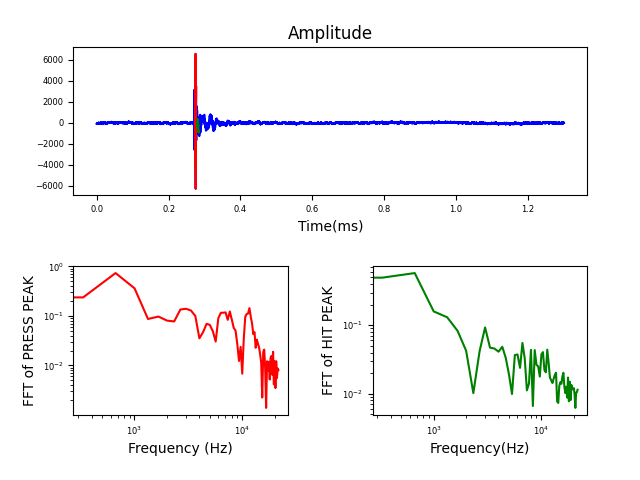 Amplitude
6000
4000
2000
0
−2000
−4000
−6000
0.0 0.2 0.4 0.6 0.8 1.0 1.2
Time(ms)
FFT of PRESS PEAK
10⁰
10⁻¹
10⁻²
10³ 10⁴
Frequency (Hz)
FFT of HIT PEAK
10⁻¹
10⁻²
10³ 10⁴
Frequency(Hz)